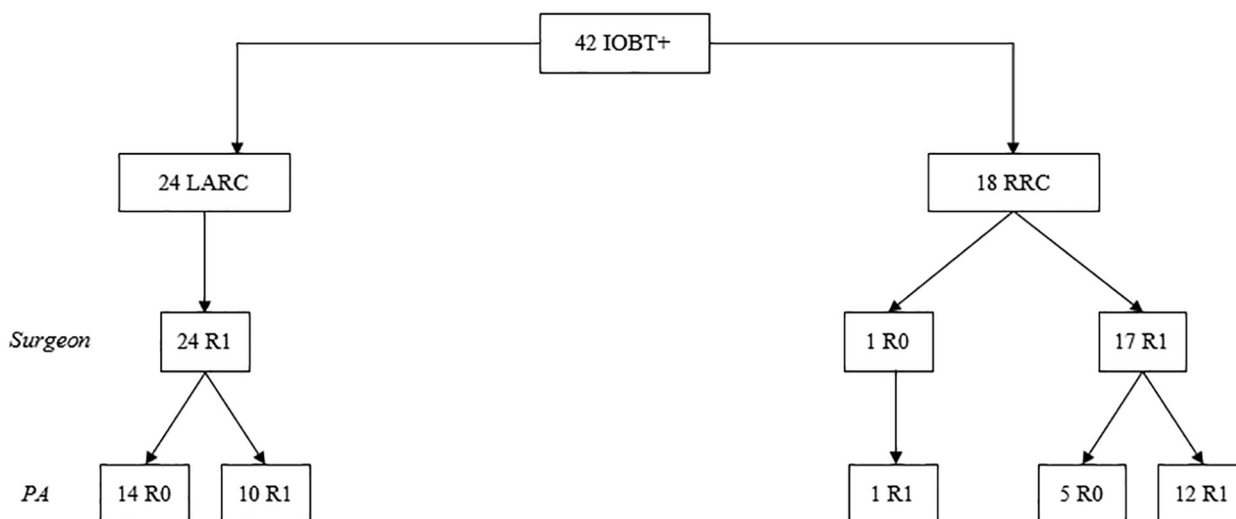 42 IOBT+
24 LARC
18 RRC
Surgeon
24 R1
1 R0
17 R1
PA
14 R0
10 R1
1 R1
5 R0
12 R1